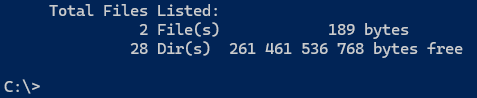 Total Files Listed:
2 File(s) 189 bytes
28 Dir(s) 261 461 536 768 bytes free
C:\>